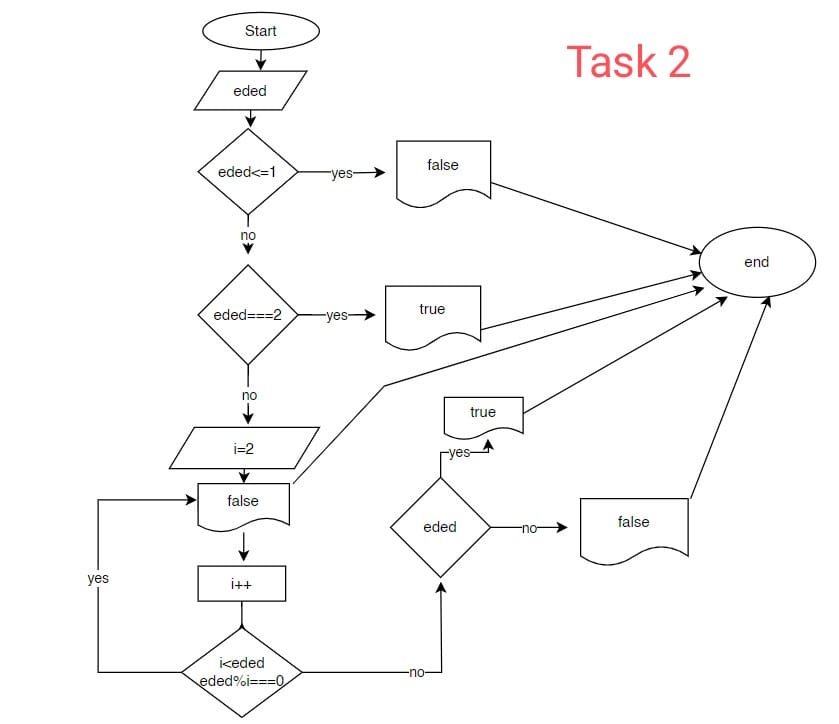 Start
Task 2
eded
eded<=1
yes
false
no
end
eded===2
yes
true
no
true
i=2
yes
false
eded
no
false
yes
i++
i<eded
eded%i===0
no